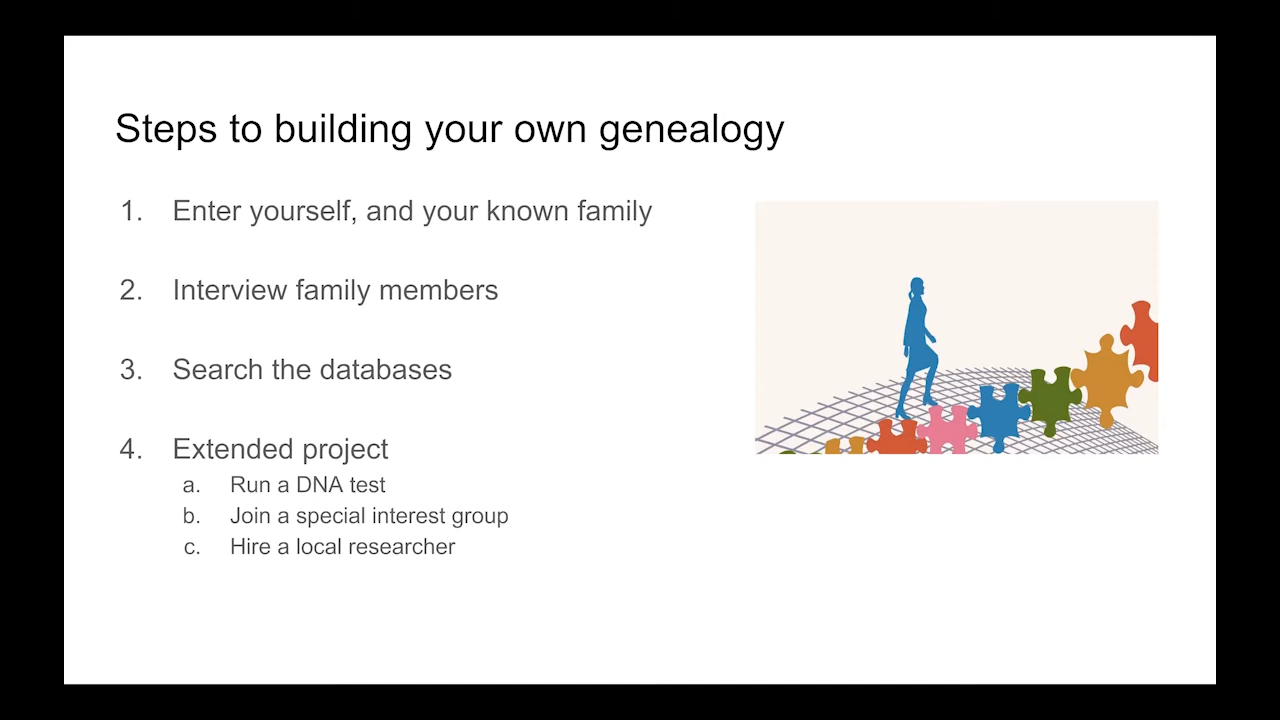 Steps to building your own genealogy
1. Enter yourself, and your known family
2. Interview family members
3. Search the databases
4. Extended project
a. Run a DNA test
b. Join a special interest group
c. Hire a local researcher